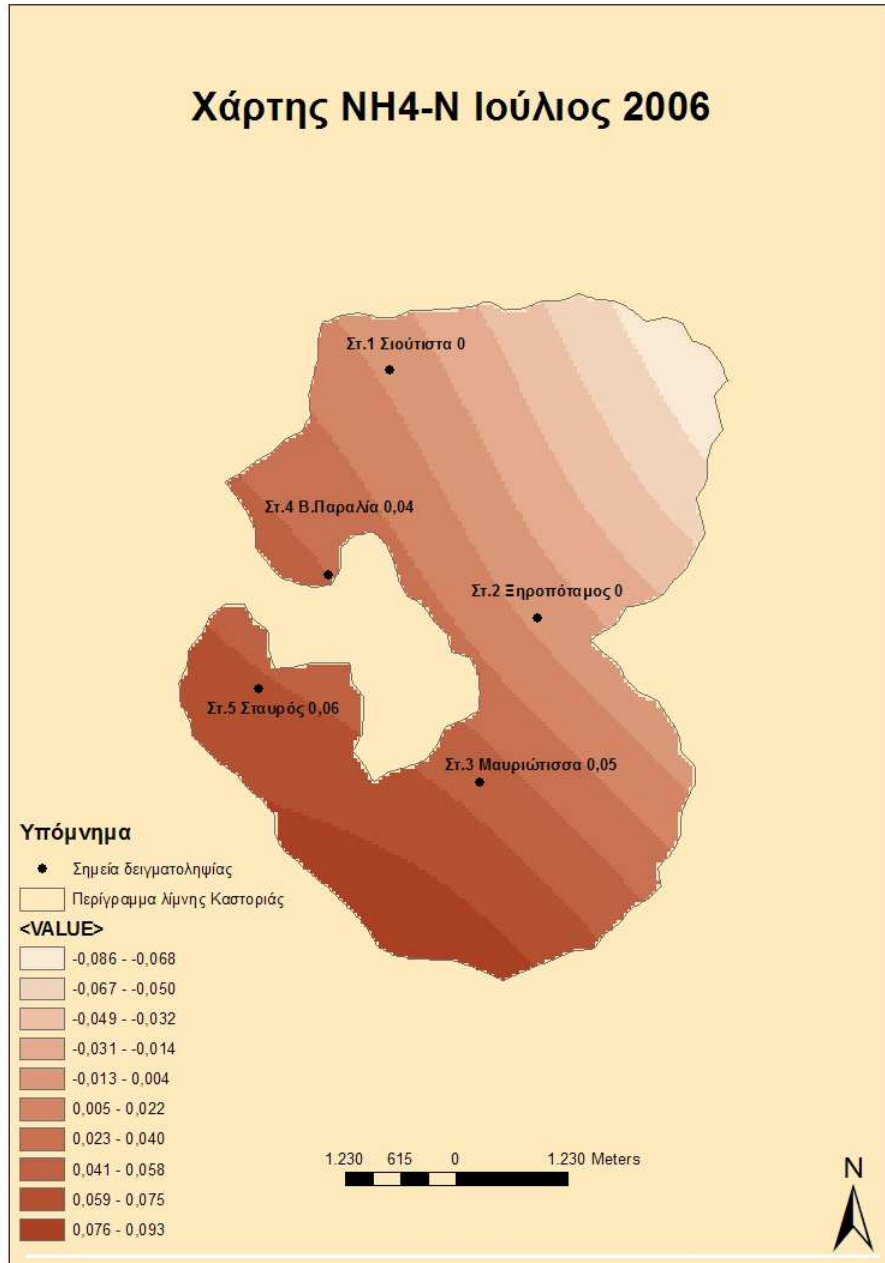 Χάρτης NH4-N Ιούλιος 2006
Στ.1 Σιούτιστα 0
Στ.4 Β.Παραλία 0,04
Στ.2 Ξηροπόταμος 0
Στ.5 Σταυρός 0,06
Στ.3 Μαυριώτισσα 0,05
Υπόμνημα
Σημεία δειγματοληψίας
Περίγραμμα λίμνης Καστοριάς
<VALUE>
-0,086 - -0,068
-0,067 - -0,050
-0,049 - -0,032
-0,031 - -0,014
-0,013 - 0,004
0,005 - 0,022
0,023 - 0,040
0,041 - 0,058
0,059 - 0,075
0,076 - 0,093
1.230 615 0 1.230 Meters
N